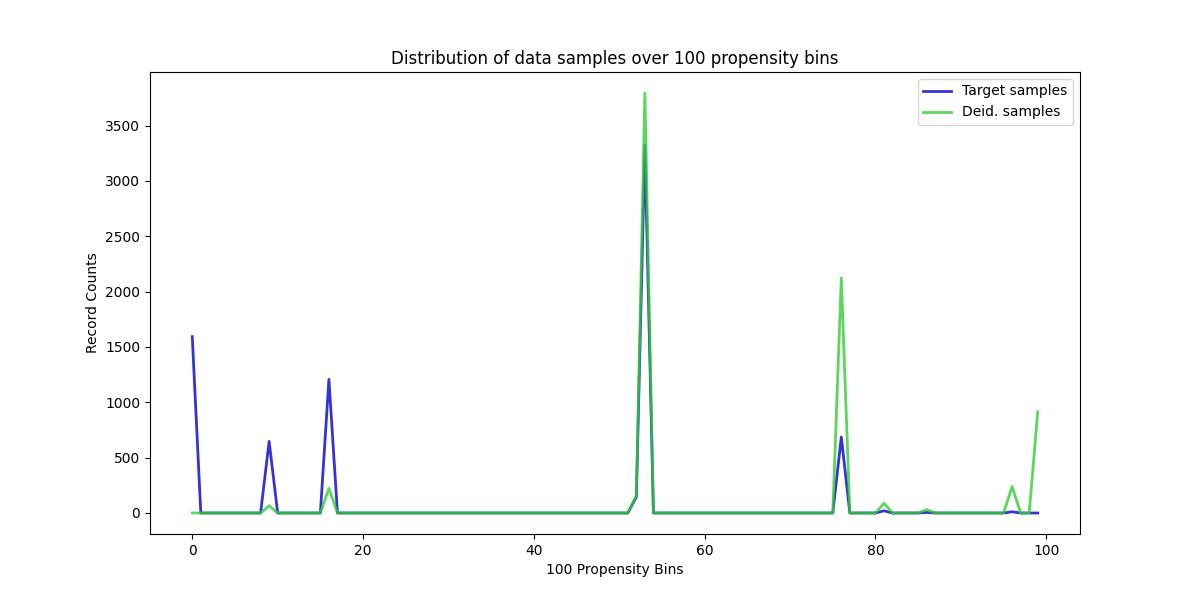 Distribution of data samples over 100 propensity bins
Target samples
Deid. samples
3500
3000
2500
2000
1500
1000
500
0
Record Counts
0 20 40 60 80 100
100 Propensity Bins